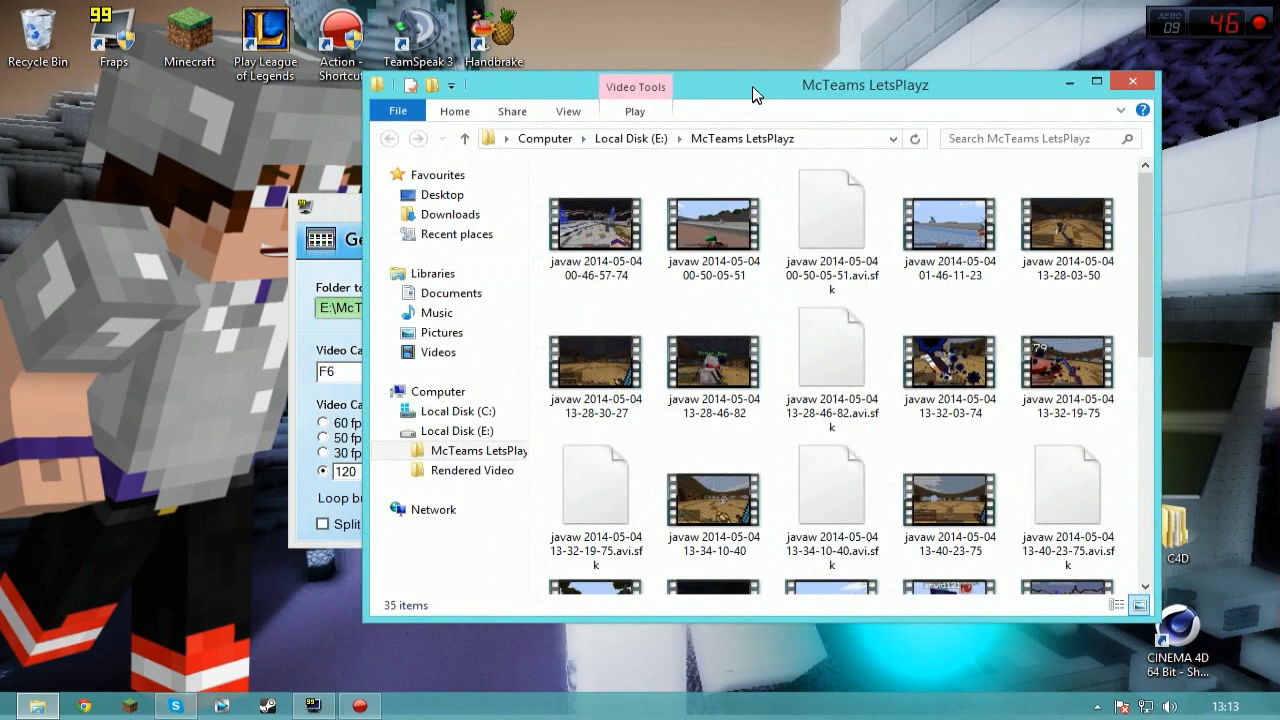 99
AERO
09
46
Recycle Bin
Fraps
Minecraft
Play League
of Legends
Action -
Shortcu
TeamSpeak 3
Handbrake
Video Tools
McTeams LetsPlayz
File
Home
Share
View
Play
Computer
Local Disk (E:)
McTeams LetsPlayz
Search McTeams LetsPlayz
Favourites
Desktop
Downloads
Recent places
Libraries
Documents
Music
Pictures
Videos
Computer
Local Disk (C:)
Local Disk (E:)
McTeams LetsPlay
Rendered Video
Network
javaw 2014-05-04
00-46-57-74
javaw 2014-05-04
00-50-05-51
javaw 2014-05-04
00-50-05-51.avi.sf
k
javaw 2014-05-04
01-46-11-23
javaw 2014-05-04
13-28-03-50
javaw 2014-05-04
13-28-30-27
javaw 2014-05-04
13-28-46-82
javaw 2014-05-04
13-28-46-82.avi.sf
k
javaw 2014-05-04
13-32-03-74
79
javaw 2014-05-04
13-32-19-75
javaw 2014-05-04
13-32-19-75.avi.sf
k
javaw 2014-05-04
13-34-10-40
javaw 2014-05-04
13-34-10-40.avi.sf
k
javaw 2014-05-04
13-40-23-75
javaw 2014-05-04
13-40-23-75.avi.sf
k
35 items
Ge
Folder to
E:\McT
Video Ca
F6
Video Ca
60 fp
50 fp
30 fp
120
Loop bu
Split
C4D
CINEMA 4D
64 Bit - Sh...
99
13:13